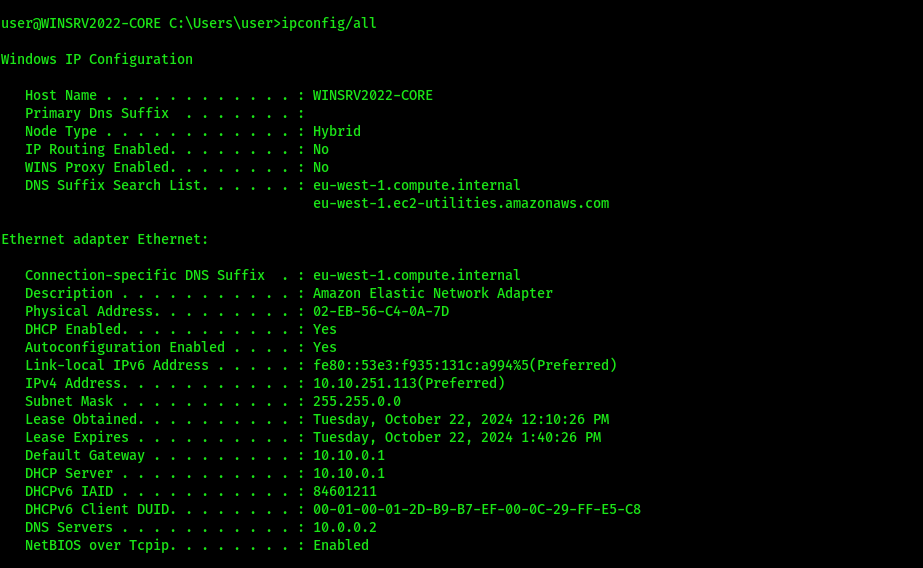 user@WINSRV2022-CORE C:\Users\user>ipconfig/all
Windows IP Configuration
Host Name . . . . . . . . . . . . : WINSRV2022-CORE
Primary Dns Suffix  . . . . . . . :
Node Type . . . . . . . . . . . . : Hybrid
IP Routing Enabled. . . . . . . . : No
WINS Proxy Enabled. . . . . . . . : No
DNS Suffix Search List. . . . . . : eu-west-1.compute.internal
eu-west-1.ec2-utilities.amazonaws.com
Ethernet adapter Ethernet:
Connection-specific DNS Suffix  . : eu-west-1.compute.internal
Description . . . . . . . . . . . : Amazon Elastic Network Adapter
Physical Address. . . . . . . . . : 02-EB-56-C4-0A-7D
DHCP Enabled. . . . . . . . . . . : Yes
Autoconfiguration Enabled . . . . : Yes
Link-local IPv6 Address . . . . . : fe80::53e3:f935:131c:a994%5(Preferred)
IPv4 Address. . . . . . . . . . . : 10.10.251.113(Preferred)
Subnet Mask . . . . . . . . . . . : 255.255.0.0
Lease Obtained. . . . . . . . . . : Tuesday, October 22, 2024 12:10:26 PM
Lease Expires . . . . . . . . . . : Tuesday, October 22, 2024 1:40:26 PM
Default Gateway . . . . . . . . . : 10.10.0.1
DHCP Server . . . . . . . . . . . : 10.10.0.1
DHCPv6 IAID . . . . . . . . . . . : 84601211
DHCPv6 Client DUID. . . . . . . . : 00-01-00-01-2D-B9-B7-EF-00-0C-29-FF-E5-C8
DNS Servers . . . . . . . . . . . : 10.0.0.2
NetBIOS over Tcpip. . . . . . . . : Enabled